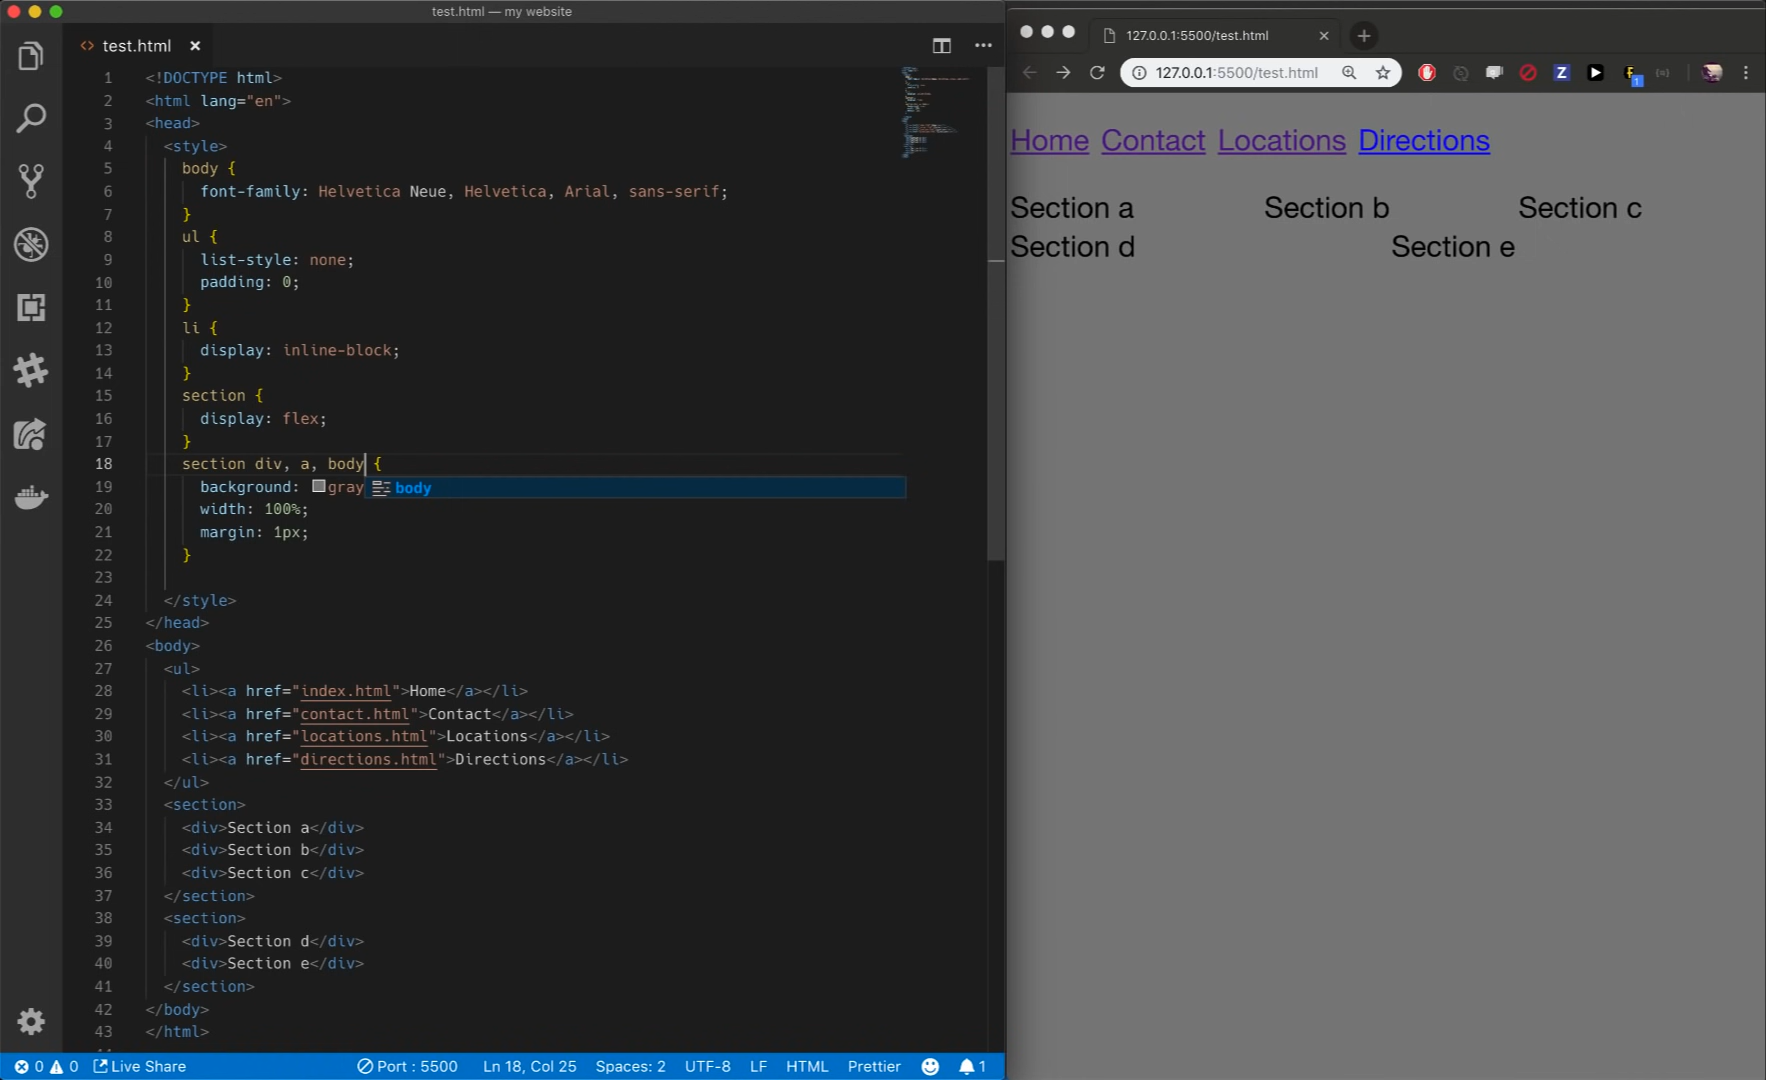 test.html — my website
test.html
1 <!DOCTYPE html>
2 <html lang="en">
3 <head>
4 <style>
5 body {
6 font-family: Helvetica Neue, Helvetica, Arial, sans-serif;
7 }
8 ul {
9 list-style: none;
10 padding: 0;
11 }
12 li {
13 display: inline-block;
14 }
15 section {
16 display: flex;
17 }
18 section div, a, body {
19 background: gray
body
20 width: 100%;
21 margin: 1px;
22 }
23
24 </style>
25 </head>
26 <body>
27 <ul>
28 <li><a href="index.html">Home</a></li>
29 <li><a href="contact.html">Contact</a></li>
30 <li><a href="locations.html">Locations</a></li>
31 <li><a href="directions.html">Directions</a></li>
32 </ul>
33 <section>
34 <div>Section a</div>
35 <div>Section b</div>
36 <div>Section c</div>
37 </section>
38 <section>
39 <div>Section d</div>
40 <div>Section e</div>
41 </section>
42 </body>
43 </html>
0 0 Live Share Port : 5500 Ln 18, Col 25 Spaces: 2 UTF-8 LF HTML Prettier 1
127.0.0.1:5500/test.html
127.0.0.1:5500/test.html Z 1
Home Contact Locations Directions
Section a Section b Section c
Section d Section e